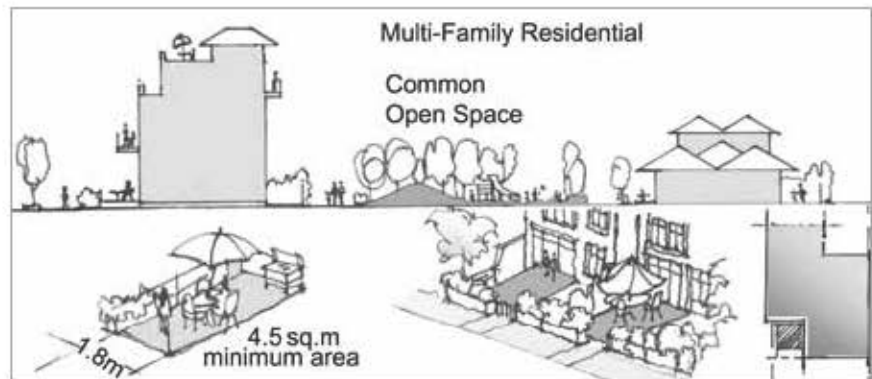 Multi-Family Residential
Common
Open Space
1.8m
4.5 sq.m
minimum area